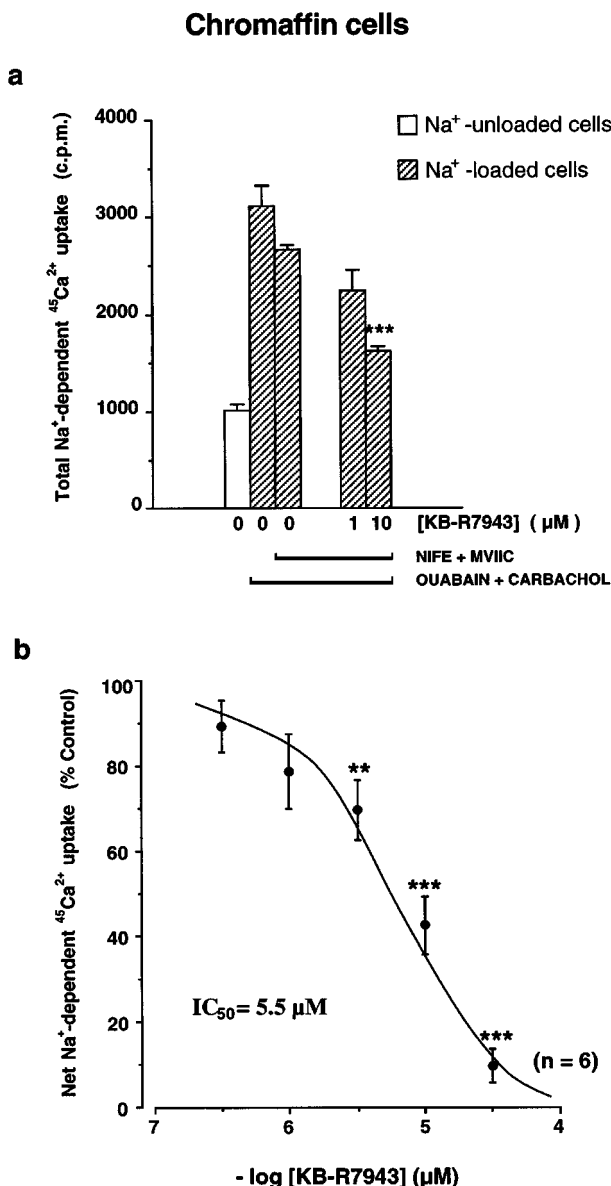 Chromaffin cells
a
Total Na⁺-dependent ⁴⁵Ca²⁺ uptake (c.p.m.)
4000
3000
2000
1000
0
Na⁺-unloaded cells
Na⁺-loaded cells
***
0 0 0 1 10 [KB-R7943] (µM)
NIFE + MVIIC
OUABAIN + CARBACHOL
b
Net Na⁺-dependent ⁴⁵Ca²⁺ uptake (% Control)
100
80
60
40
20
0
**
***
***
IC₅₀= 5.5 µM
(n = 6)
7 6 5 4
- log [KB-R7943] (µM)